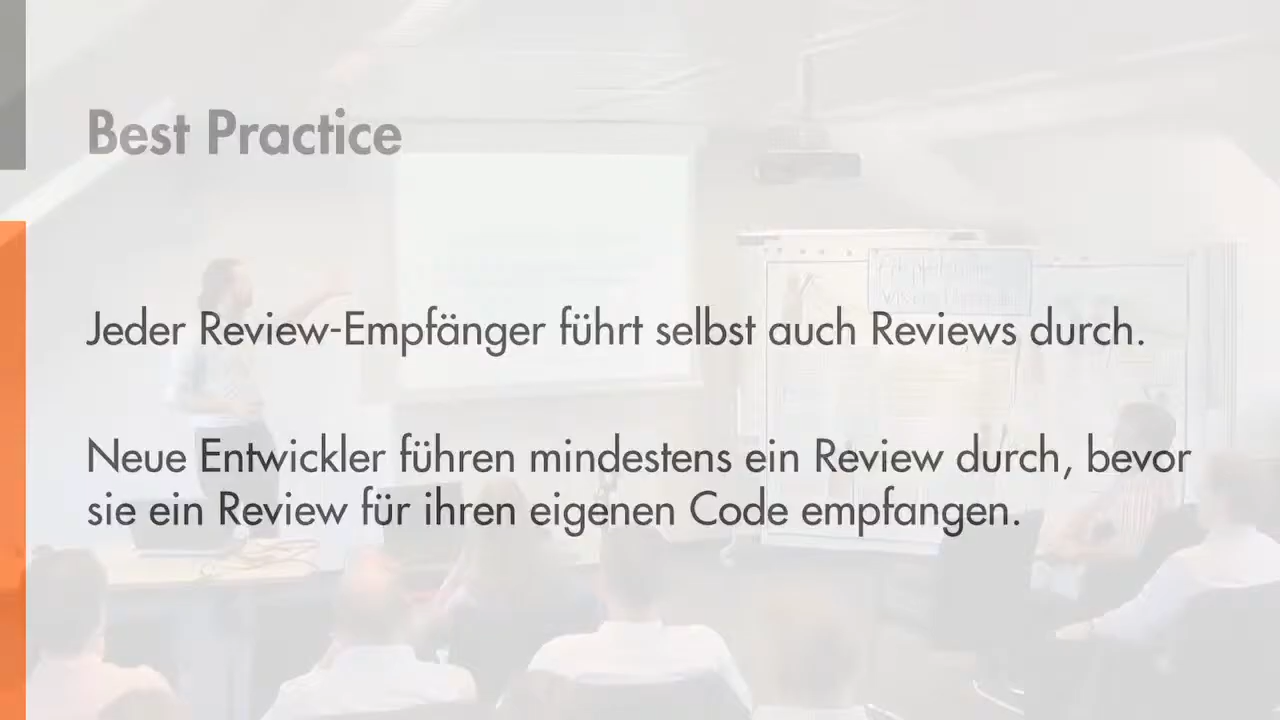 Best Practice
Jeder Review-Empfänger führt selbst auch Reviews durch.
Neue Entwickler führen mindestens ein Review durch, bevor
sie ein Review für ihren eigenen Code empfangen.